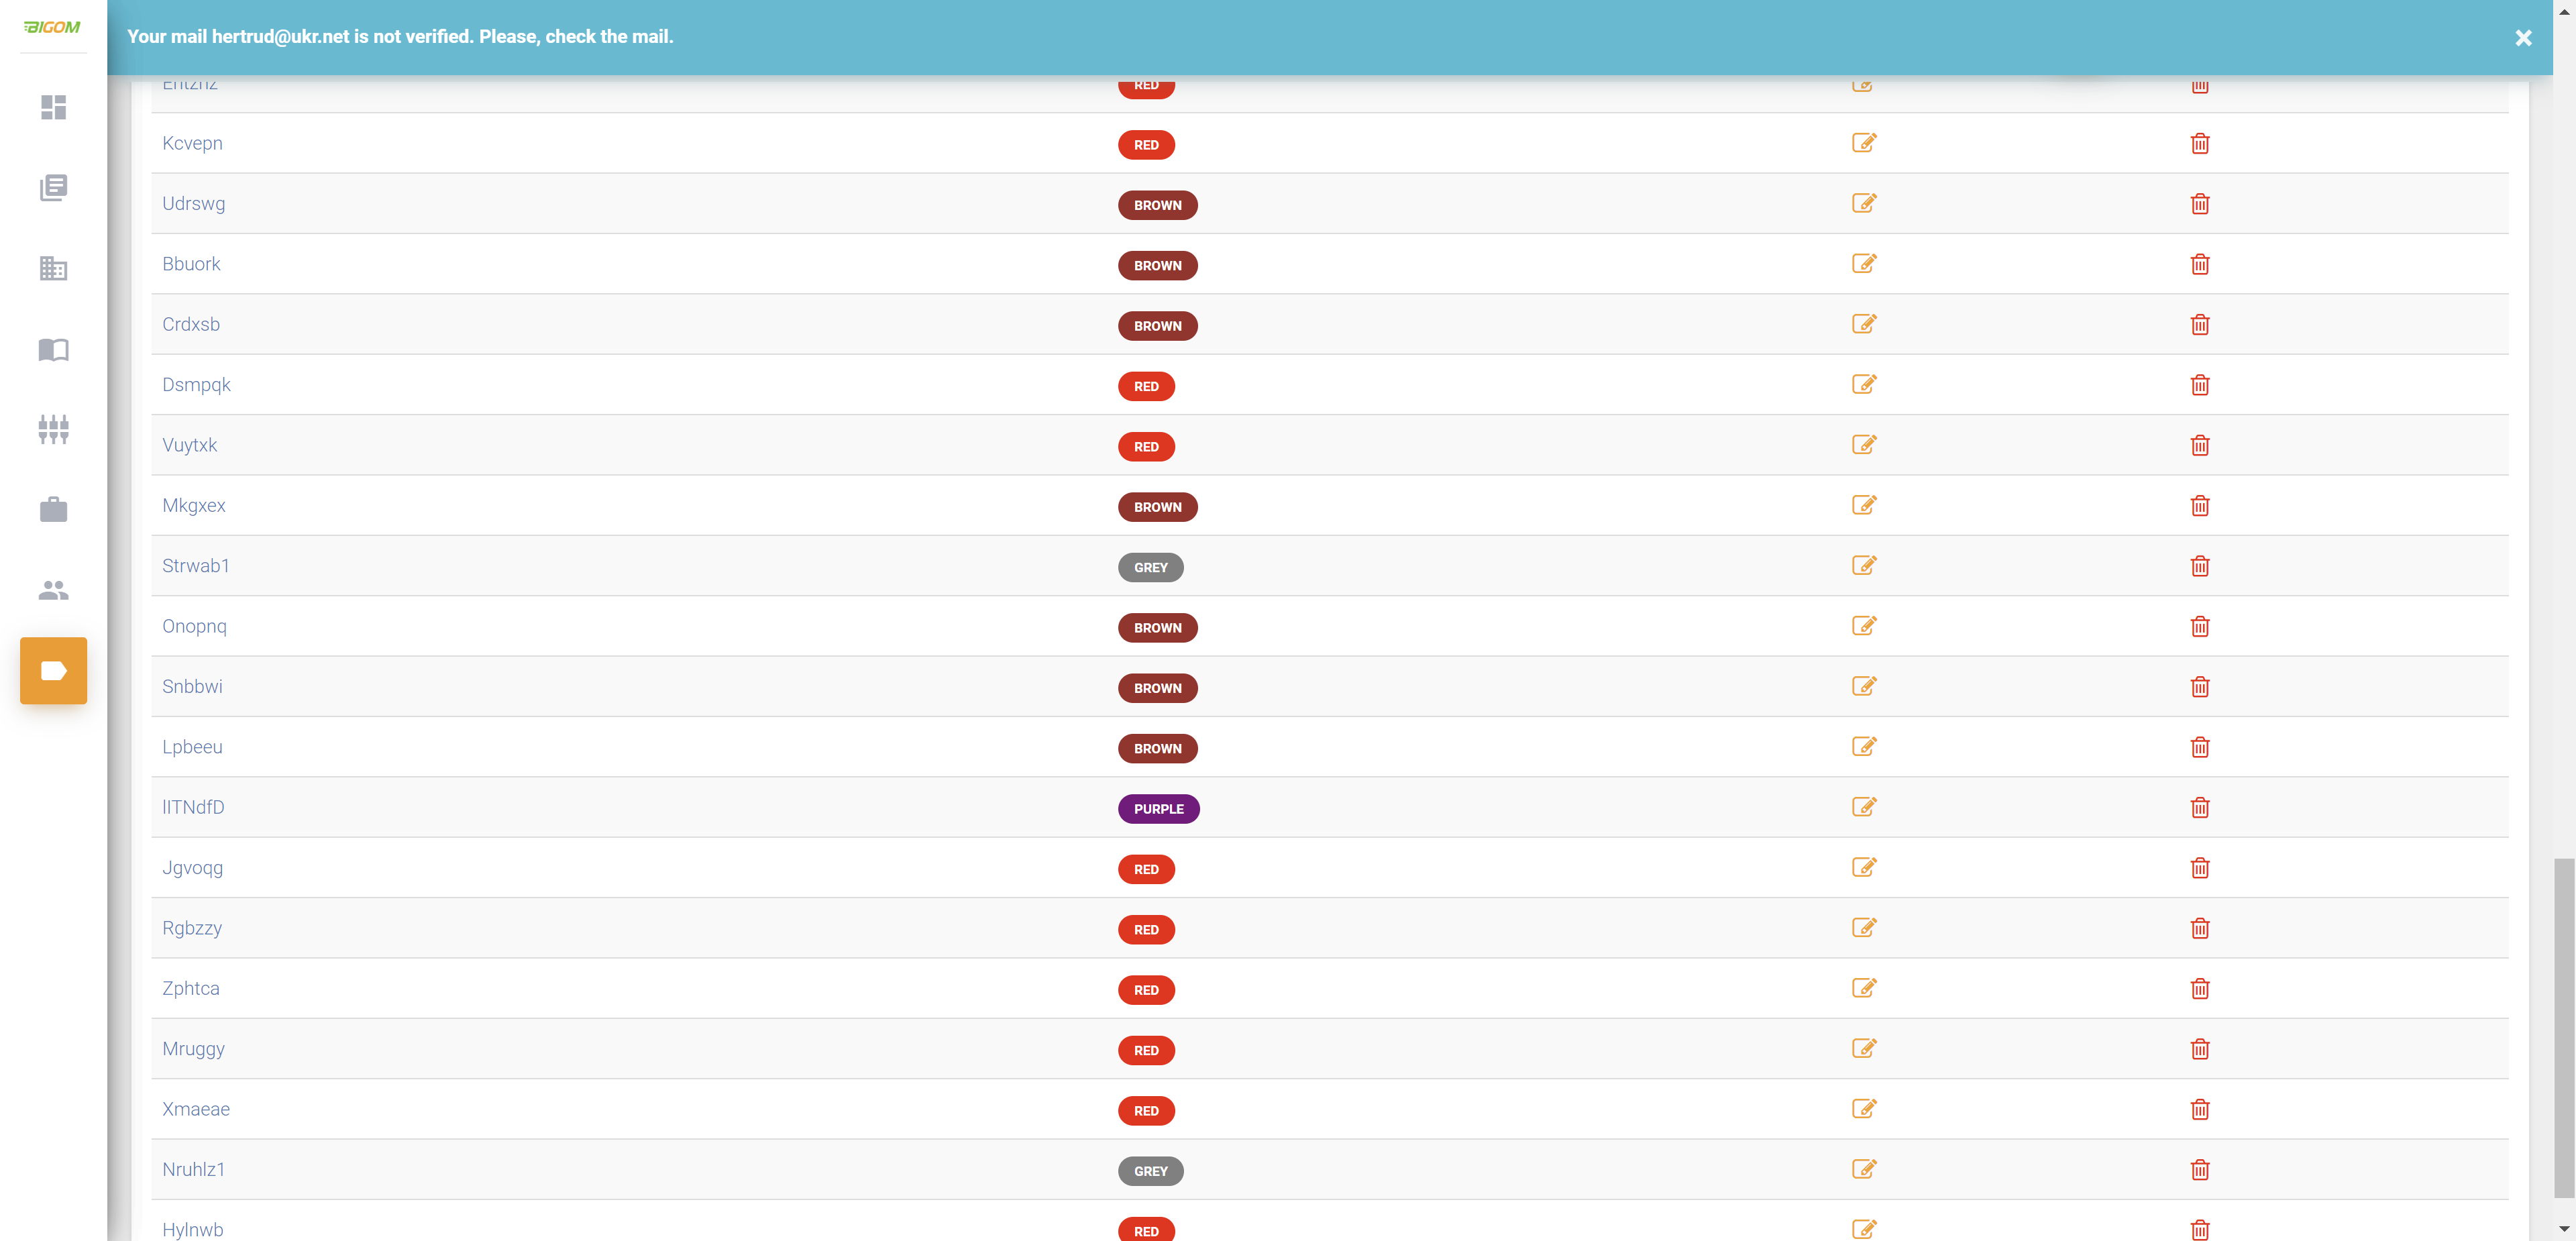 BIGOM
Your mail hertrud@ukr.net is not verified. Please, check the mail.
RED
Kcvepn RED
Udrswg BROWN
Bbuork BROWN
Crdxsb BROWN
Dsmpqk RED
Vuytxk RED
Mkgxex BROWN
Strwab1 GREY
Onopnq BROWN
Snbbwi BROWN
Lpbeeu BROWN
PURPLE
Jgvoqg RED
Rgbzzy RED
Zphtca RED
Mruggy RED
Xmaeae RED
Nruhlz1 GREY
Hylnwb RED